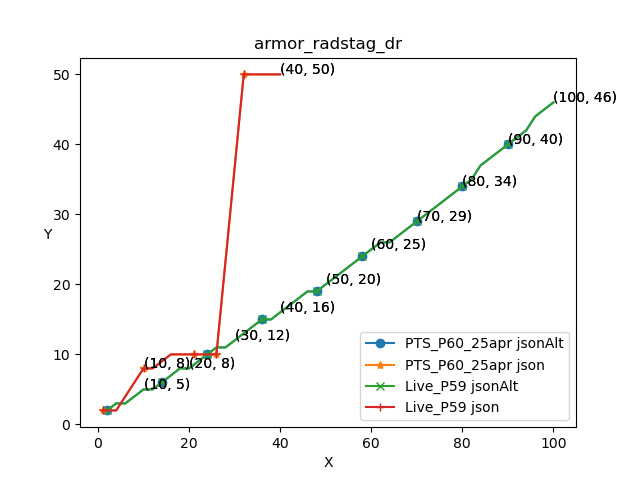 armor_radstag_dr
50
(40, 50)
(100, 46)
40
(90, 40)
(80, 34)
30
(70, 29)
Y
(60, 25)
20
(50, 20)
(40, 16)
(30, 12)
10
(10, 8)
(20, 8)
(10, 5)
0
PTS_P60_25apr jsonAlt
PTS_P60_25apr json
Live_P59 jsonAlt
Live_P59 json
0 20 40 60 80 100
X